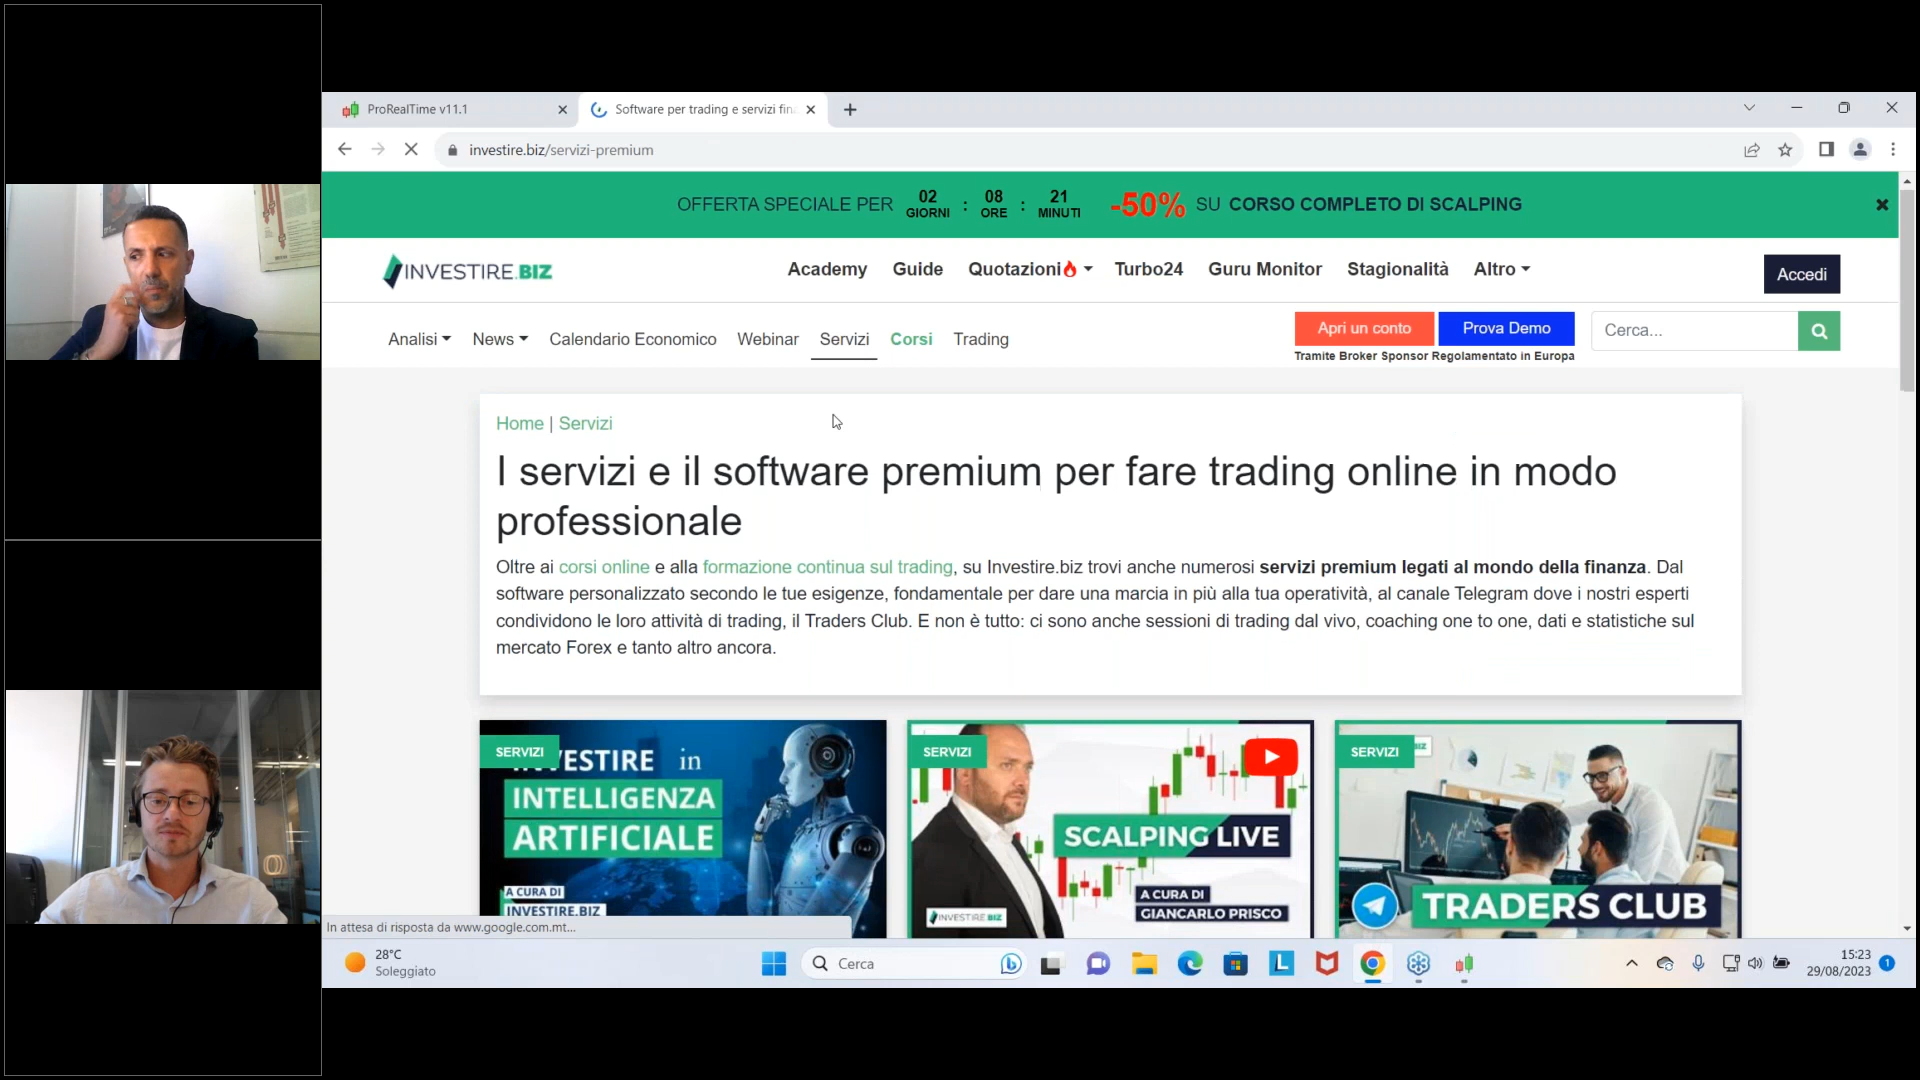 ProRealTime v11.1
Software per trading e servizi fin
investire.biz/servizi-premium
OFFERTA SPECIALE PER 02 GIORNI : 08 ORE : 21 MINUTI -50% SU CORSO COMPLETO DI SCALPING
INVESTIRE.BIZ
Academy Guide Quotazioni Turbo24 Guru Monitor Stagionalità Altro
Accedi
Analisi News Calendario Economico Webinar Servizi Corsi Trading
Apri un conto Prova Demo
Tramite Broker Sponsor Regolamentato in Europa
Cerca...
Home | Servizi
I servizi e il software premium per fare trading online in modo
professionale
Oltre ai corsi online e alla formazione continua sul trading, su Investire.biz trovi anche numerosi servizi premium legati al mondo della finanza. Dal
software personalizzato secondo le tue esigenze, fondamentale per dare una marcia in più alla tua operatività, al canale Telegram dove i nostri esperti
condividono le loro attività di trading, il Traders Club. E non è tutto: ci sono anche sessioni di trading dal vivo, coaching one to one, dati e statistiche sul
mercato Forex e tanto altro ancora.
SERVIZI
INVESTIRE in
INTELLIGENZA
ARTIFICIALE
A CURA DI
INVESTIRE.BIZ
SERVIZI
SCALPING LIVE
A CURA DI
GIANCARLO PRISCO
INVESTIRE.BIZ
SERVIZI
TRADERS CLUB
In attesa di risposta da www.google.com.mt...
28°C
Soleggiato
Cerca
15:23
29/08/2023
1